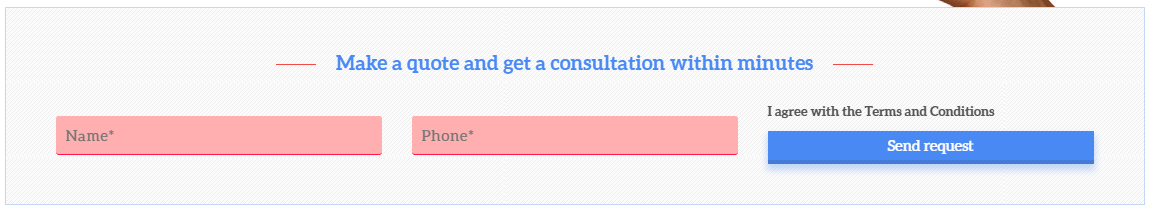 Make a quote and get a consultation within minutes
Name*
Phone*
I agree with the Terms and Conditions
Send request